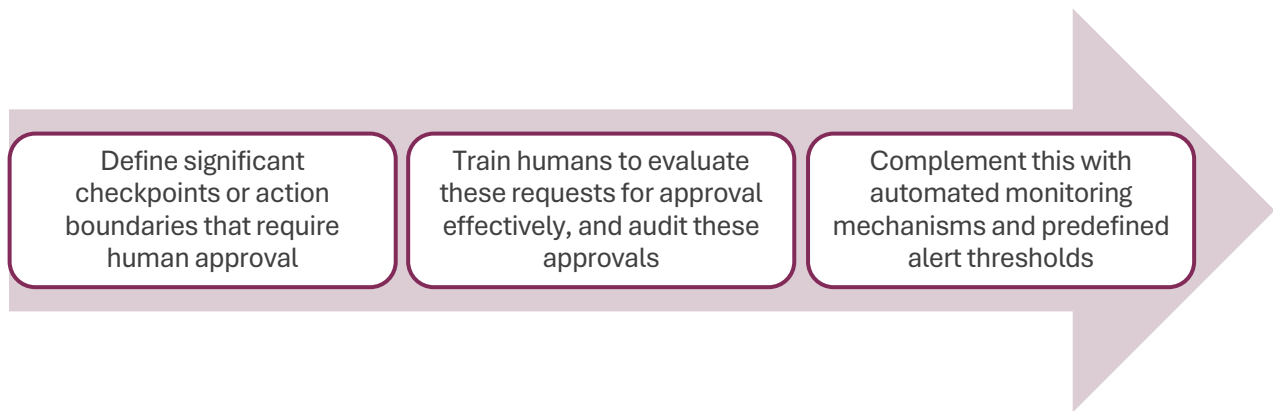 Define significant
checkpoints or action
boundaries that require
human approval
Train humans to evaluate
these requests for approval
effectively, and audit these
approvals
Complement this with
automated monitoring
mechanisms and predefined
alert thresholds